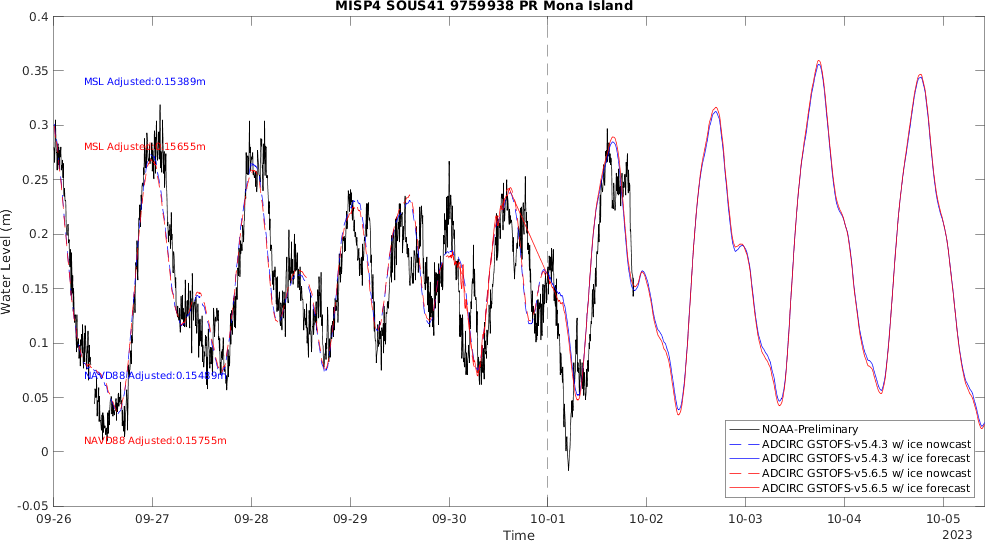 MISP4 SOUS41 9759938 PR Mona Island
0.4
0.35
0.3
0.25
0.2
0.15
0.1
0.05
0
-0.05
Water Level (m)
MSL Adjusted:0.15389m
MSL Adjusted:0.15655m
NAVD88 Adjusted:0.15489m
NAVD88 Adjusted:0.15755m
NOAA-Preliminary
ADCIRC GSTOFS-v5.4.3 w/ ice nowcast
ADCIRC GSTOFS-v5.4.3 w/ ice forecast
ADCIRC GSTOFS-v5.6.5 w/ ice nowcast
ADCIRC GSTOFS-v5.6.5 w/ ice forecast
09-26 09-27 09-28 09-29 09-30 10-01 10-02 10-03 10-04 10-05
Time
2023